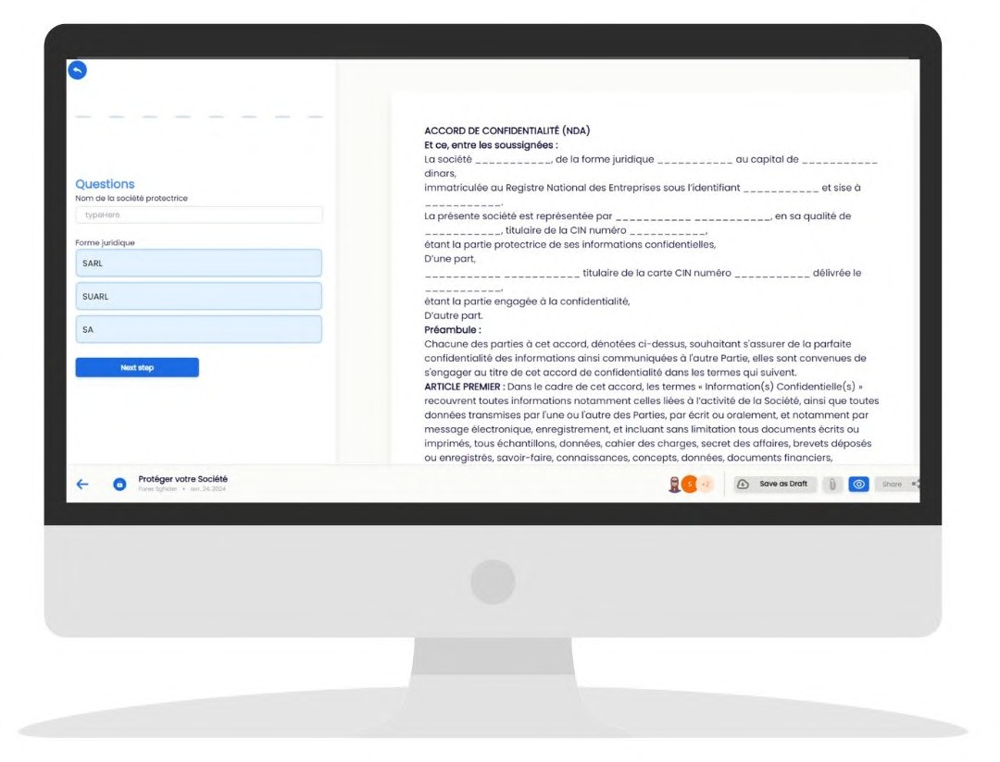 Questions
Nom de la société protectrice
typeHere
Forme juridique
SARL
SUARL
SA
Next step
ACCORD DE CONFIDENTIALITÉ (NDA)
Et ce, entre les soussignées :
La société ___________, de la forme juridique ___________ au capital de ___________
dinars,
immatriculée au Registre National des Entreprises sous l'identifiant ___________ et sise à
___________.
La présente société est représentée par ___________ ___________, en sa qualité de
___________, titulaire de la CIN numéro ___________,
étant la partie protectrice de ses informations confidentielles,
D'une part,
___________ ___________ titulaire de la carte CIN numéro ___________ délivrée le
___________,
étant la partie engagée à la confidentialité,
D'autre part.
Préambule :
Chacune des parties à cet accord, dénotées ci-dessus, souhaitant s'assurer de la parfaite
confidentialité des informations ainsi communiquées à l'autre Partie, elles sont convenues de
s'engager au titre de cet accord de confidentialité dans les termes qui suivent.
ARTICLE PREMIER : Dans le cadre de cet accord, les termes « Information(s) Confidentielle(s) »
recouvrent toutes informations notamment celles liées à l'activité de la Société, ainsi que toutes
données transmises par l'une ou l'autre des Parties, par écrit ou oralement, et notamment par
message électronique, enregistrement, et incluant sans limitation tous documents écrits ou
imprimés, tous échantillons, données, cahier des charges, secret des affaires, brevets déposés
ou enregistrés, savoir-faire, connaissances, concepts, données, documents financiers,
Protéger votre Société
avr. 24, 2024
S
+2
Save as Draft
Share